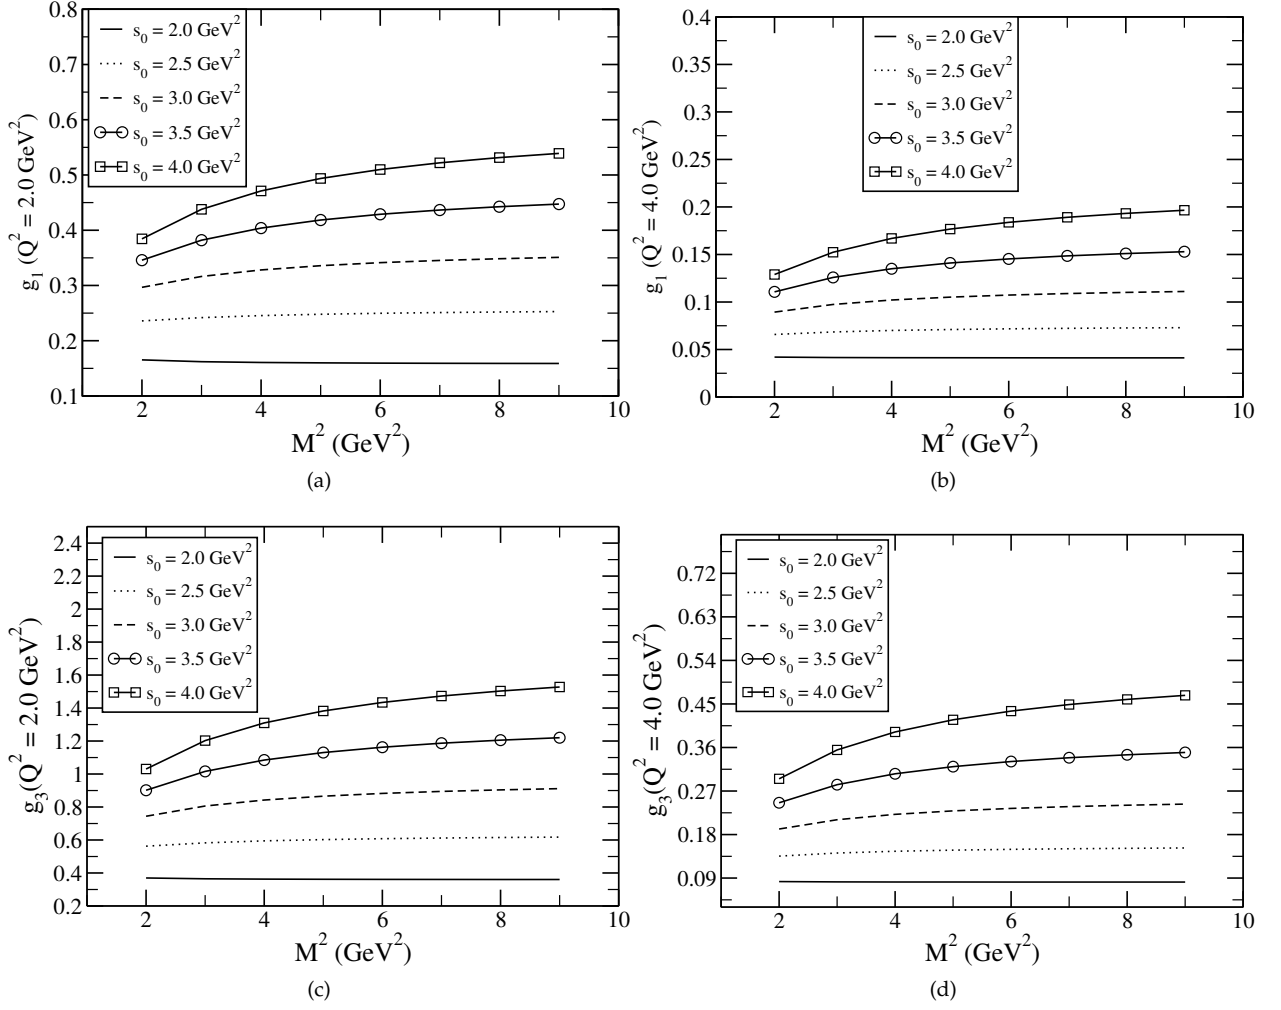 0.8
0.7
0.6
0.5
0.4
0.3
0.2
0.1
g₁ (Q² = 2.0 GeV²)
s₀ = 2.0 GeV²
s₀ = 2.5 GeV²
s₀ = 3.0 GeV²
s₀ = 3.5 GeV²
s₀ = 4.0 GeV²
2 4 6 8 10
M² (GeV²)
(a)
0.4
0.35
0.3
0.25
0.2
0.15
0.1
0.05
0
g₁ (Q² = 4.0 GeV²)
s₀ = 2.0 GeV²
s₀ = 2.5 GeV²
s₀ = 3.0 GeV²
s₀ = 3.5 GeV²
s₀ = 4.0 GeV²
2 4 6 8 10
M² (GeV²)
(b)
2.4
2.2
2
1.8
1.6
1.4
1.2
1
0.8
0.6
0.4
0.2
g₃(Q² = 2.0 GeV²)
s₀ = 2.0 GeV²
s₀ = 2.5 GeV²
s₀ = 3.0 GeV²
s₀ = 3.5 GeV²
s₀ = 4.0 GeV²
2 4 6 8 10
M² (GeV²)
(c)
0.72
0.63
0.54
0.45
0.36
0.27
0.18
0.09
g₃(Q² = 4.0 GeV²)
s₀ = 2.0 GeV²
s₀ = 2.5 GeV²
s₀ = 3.0 GeV²
s₀ = 3.5 GeV²
s₀ = 4.0 GeV²
2 4 6 8 10
M² (GeV²)
(d)